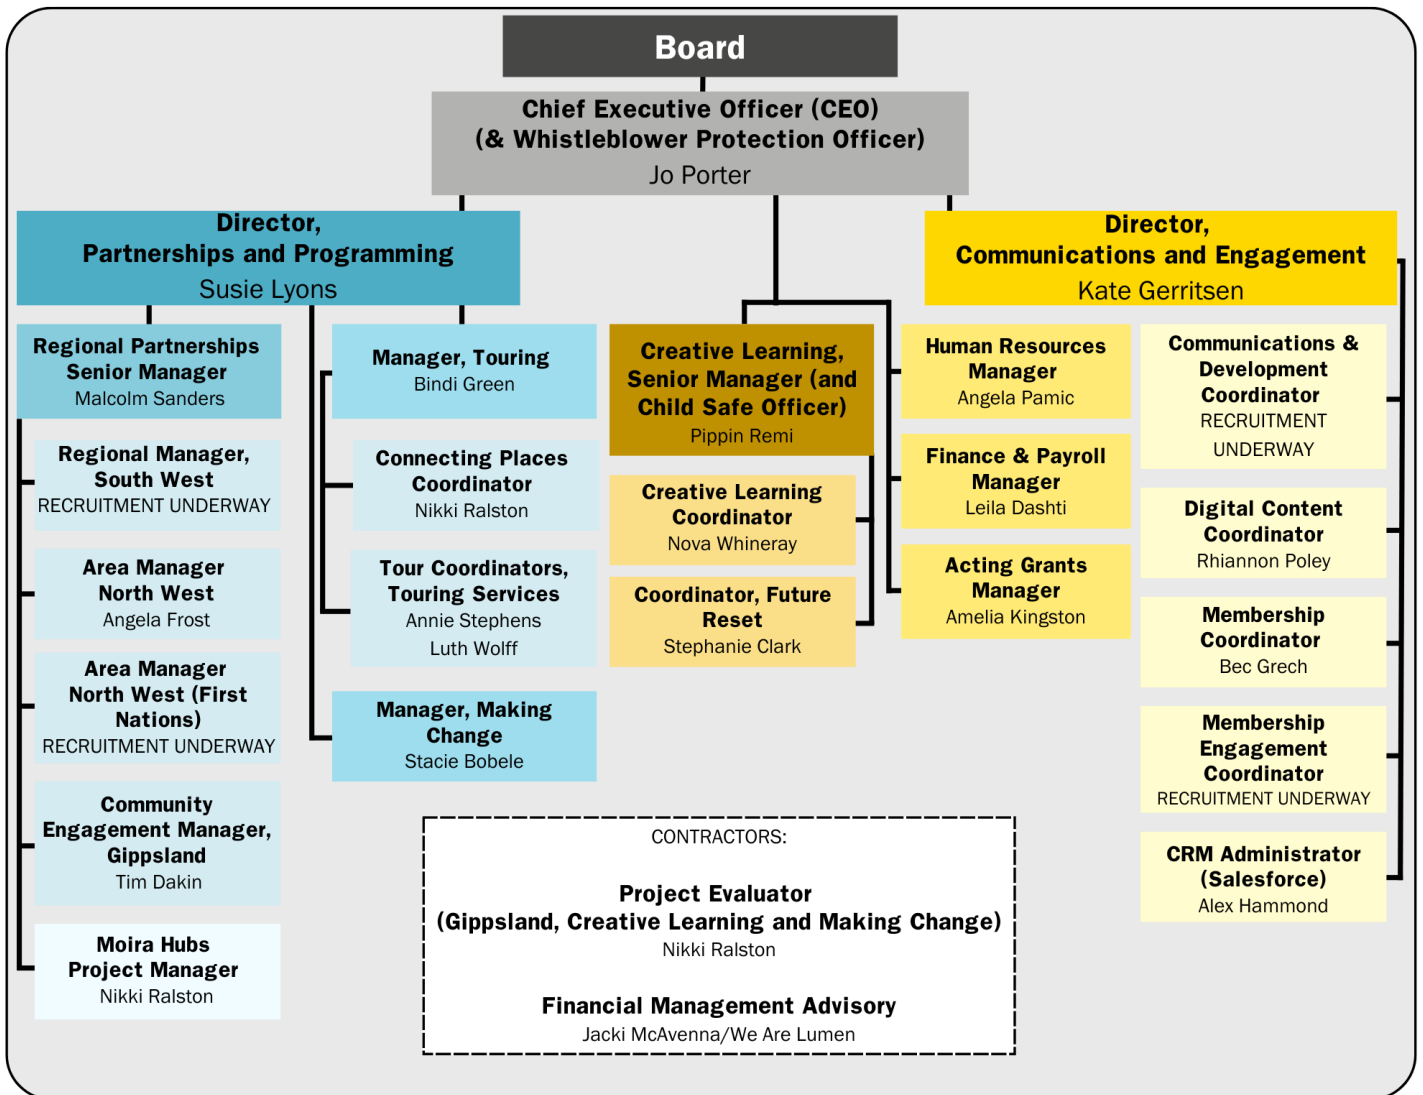 Board
Chief Executive Officer (CEO)
(& Whistleblower Protection Officer)
Jo Porter
Director,
Partnerships and Programming
Susie Lyons
Director,
Communications and Engagement
Kate Gerritsen
Regional Partnerships
Senior Manager
Malcolm Sanders
Regional Manager,
South West
RECRUITMENT UNDERWAY
Area Manager
North West
Angela Frost
Area Manager
North West (First
Nations)
RECRUITMENT UNDERWAY
Community
Engagement Manager,
Gippsland
Tim Dakin
Moira Hubs
Project Manager
Nikki Ralston
Manager, Touring
Bindi Green
Connecting Places
Coordinator
Nikki Ralston
Tour Coordinators,
Touring Services
Annie Stephens
Luth Wolff
Manager, Making
Change
Stacie Bobele
Creative Learning,
Senior Manager (and
Child Safe Officer)
Pippin Remi
Creative Learning
Coordinator
Nova Whineray
Coordinator, Future
Reset
Stephanie Clark
Human Resources
Manager
Angela Pamic
Finance & Payroll
Manager
Leila Dashti
Acting Grants
Manager
Amelia Kingston
Communications &
Development
Coordinator
RECRUITMENT
UNDERWAY
Digital Content
Coordinator
Rhiannon Poley
Membership
Coordinator
Bec Grech
Membership
Engagement
Coordinator
RECRUITMENT UNDERWAY
CRM Administrator
(Salesforce)
Alex Hammond
CONTRACTORS:
Project Evaluator
(Gippsland, Creative Learning and Making Change)
Nikki Ralston
Financial Management Advisory
Jacki McAvenna/We Are Lumen